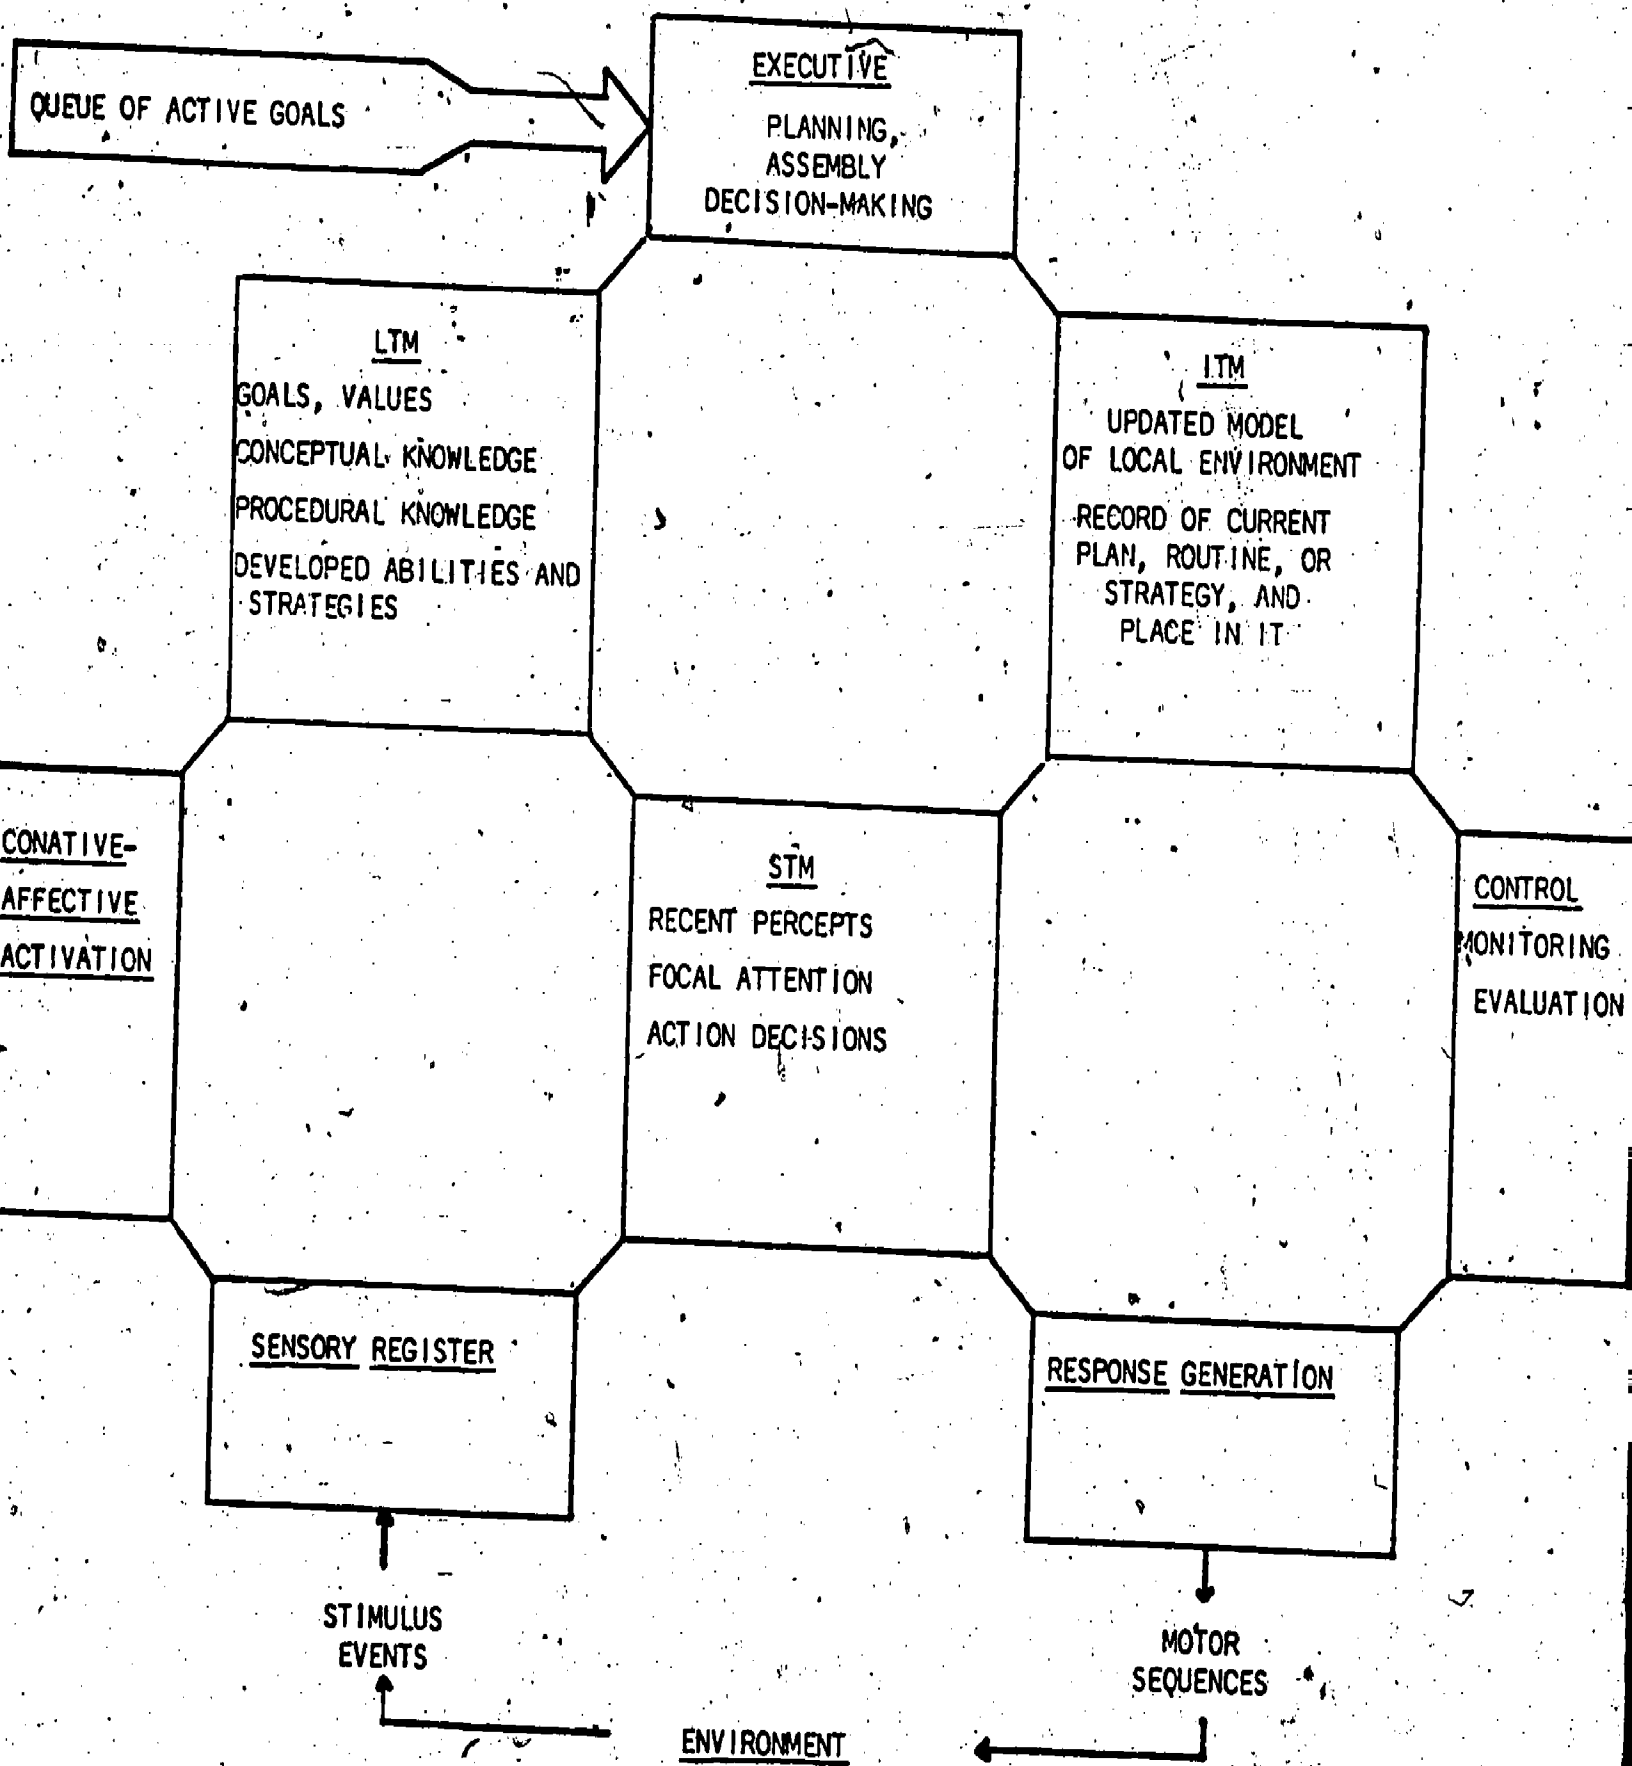 QUEUE OF ACTIVE GOALS
EXECUTIVE
PLANNING,
ASSEMBLY
DECISION-MAKING
LTM
GOALS, VALUES
CONCEPTUAL KNOWLEDGE
PROCEDURAL KNOWLEDGE
DEVELOPED ABILITIES AND
STRATEGIES
ITM
UPDATED MODEL
OF LOCAL ENVIRONMENT
RECORD OF CURRENT
PLAN, ROUTINE, OR
STRATEGY, AND
PLACE IN IT
CONATIVE-
AFFECTIVE
ACTIVATION
STM
RECENT PERCEPTS
FOCAL ATTENTION
ACTION DECISIONS
CONTROL
MONITORING
EVALUATION
SENSORY REGISTER
RESPONSE GENERATION
STIMULUS
EVENTS
MOTOR
SEQUENCES
ENVIRONMENT